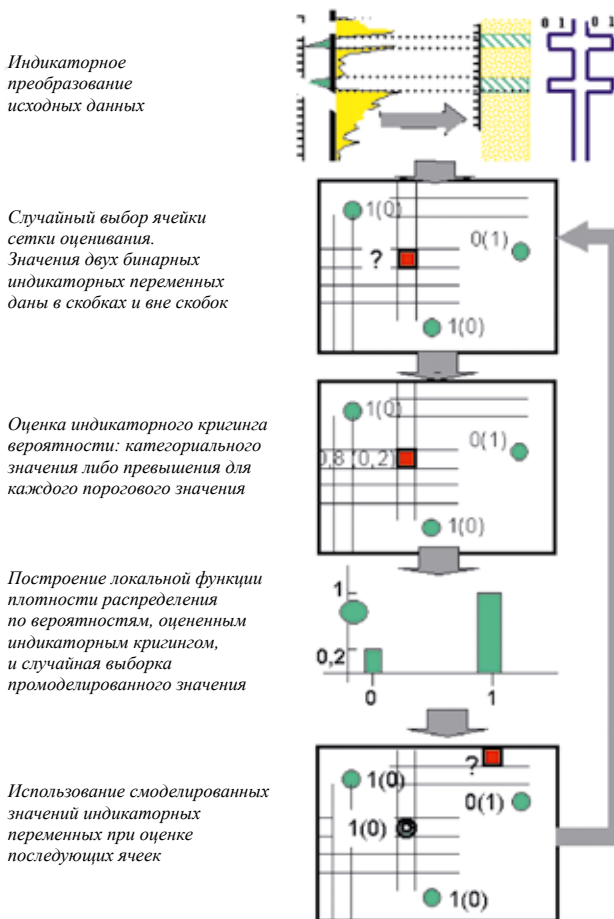 0 1 0 1
Индикаторное
преобразование
исходных данных
Случайный выбор ячейки
сетки оценивания.
Значения двух бинарных
индикаторных переменных
даны в скобках и вне скобок
1(0)
0(1)
?
1(0)
Оценка индикаторного кригинга
вероятности: категориального
значения либо превышения для
каждого порогового значения
1(0)
0(1)
0,8 (0,2)
1(0)
Построение локальной функции
плотности распределения
по вероятностям, оцененным
индикаторным кригингом,
и случайная выборка
промоделированного значения
1
0,2
0 1
Использование смоделированных
значений индикаторных
переменных при оценке
последующих ячеек
?
1(0)
0(1)
1(0)
1(0)